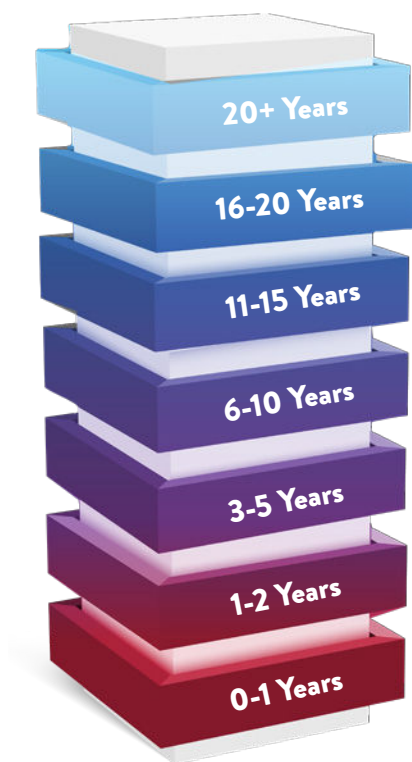 20+ Years
16-20 Years
11-15 Years
6-10 Years
3-5 Years
1-2 Years
0-1 Years